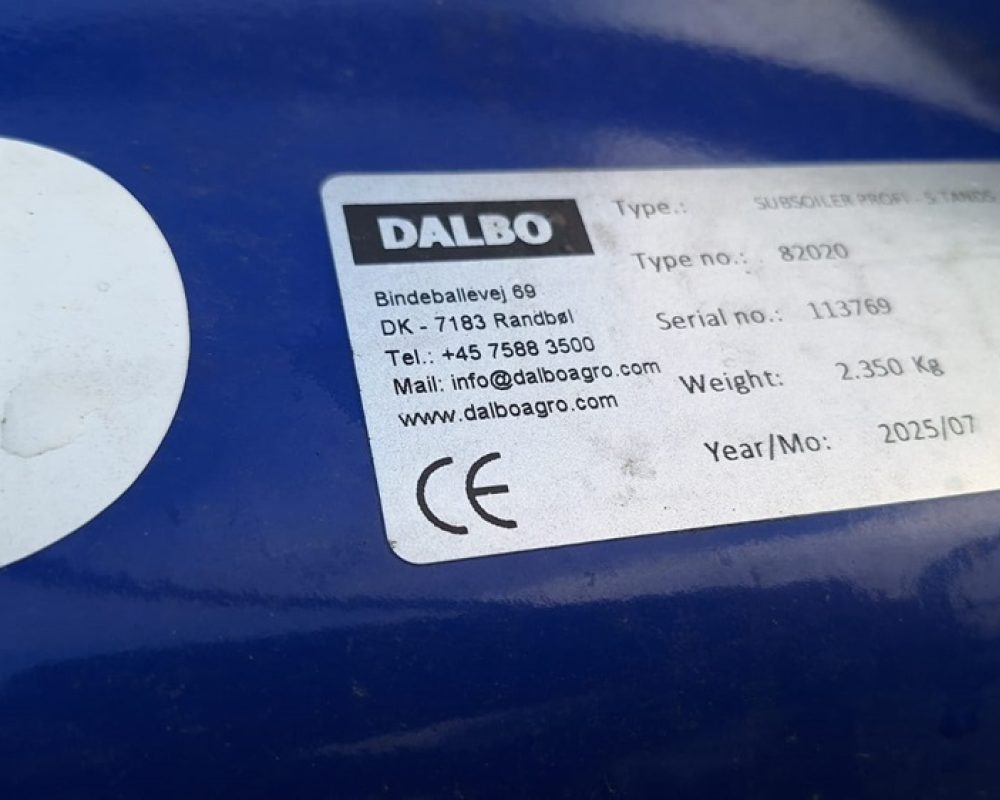 DALBO
Bindeballevej 69
DK - 7183 Randbøl
Tel.: +45 7588 3500
Mail: info@dalboagro.com
www.dalboagro.com
CE
Type.: SUBSOILER PROFI - 5 TANDS
Type no.: 82020
Serial no.: 113769
Weight: 2.350 Kg
Year/Mo: 2025/07